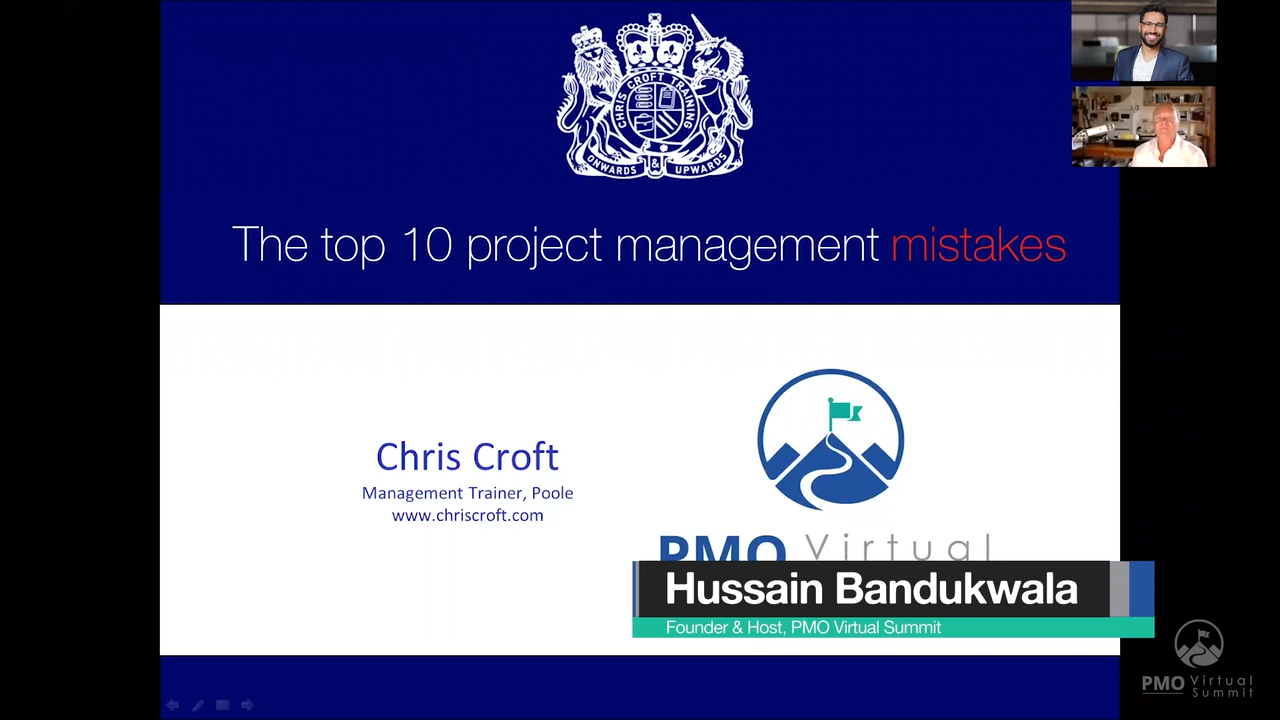 CHRIS CROFT TRAINING
ONWARDS & UPWARDS
The top 10 project management mistakes
Chris Croft
Management Trainer, Poole
www.chriscroft.com
PMO Virtual
Hussain Bandukwala
Founder & Host, PMO Virtual Summit
PMO Virtual
Summit